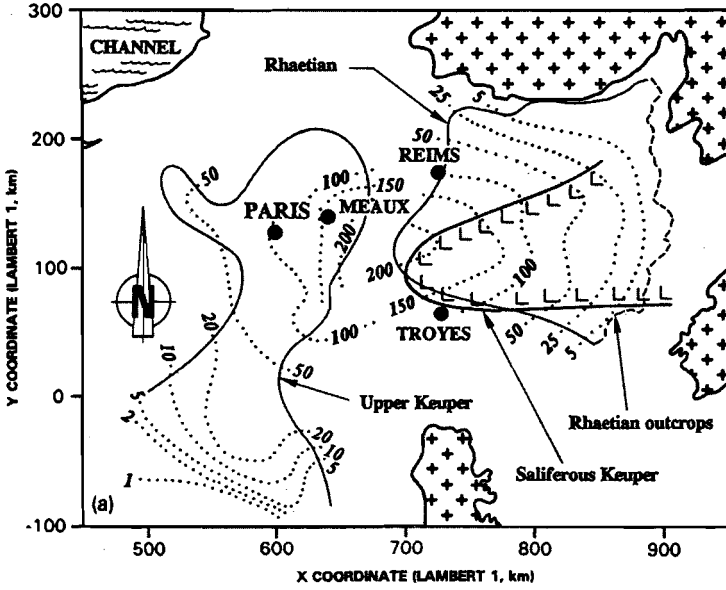 300
200
100
0
-100
Y COORDINATE (LAMBERT 1, km)
CHANNEL
Rhaetian
25
5
50
REIMS
50
100
150
PARIS
MEAUX
200
200
100
N
150
20
100
TROYES
50
25
5
10
50
5
Upper Keuper
2
20
Rhaetian outcrops
10
5
Saliferous Keuper
1
(a)
500 600 700 800 900
X COORDINATE (LAMBERT 1, km)